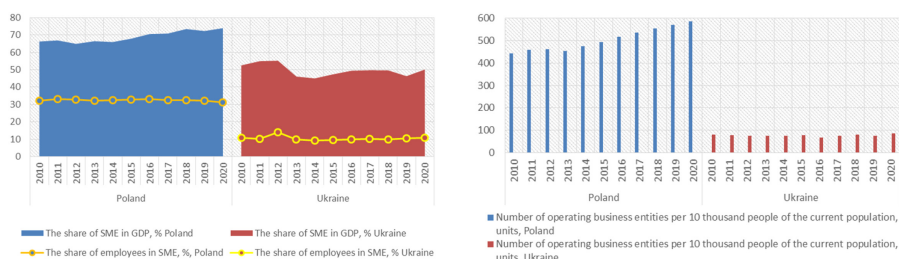 80
70
60
50
40
30
20
10
0
2010 2011 2012 2013 2014 2015 2016 2017 2018 2019 2020 2010 2011 2012 2013 2014 2015 2016 2017 2018 2019 2020
Poland Ukraine
The share of SME in GDP, % Poland The share of SME in GDP, % Ukraine
The share of employees in SME, %, Poland The share of employees in SME, % Ukraine
600
500
400
300
200
100
0
2010 2011 2012 2013 2014 2015 2016 2017 2018 2019 2020 2010 2011 2012 2013 2014 2015 2016 2017 2018 2019 2020
Poland Ukraine
Number of operating business entities per 10 thousand people of the current population,
units, Poland
Number of operating business entities per 10 thousand people of the current population,
units, Ukraine